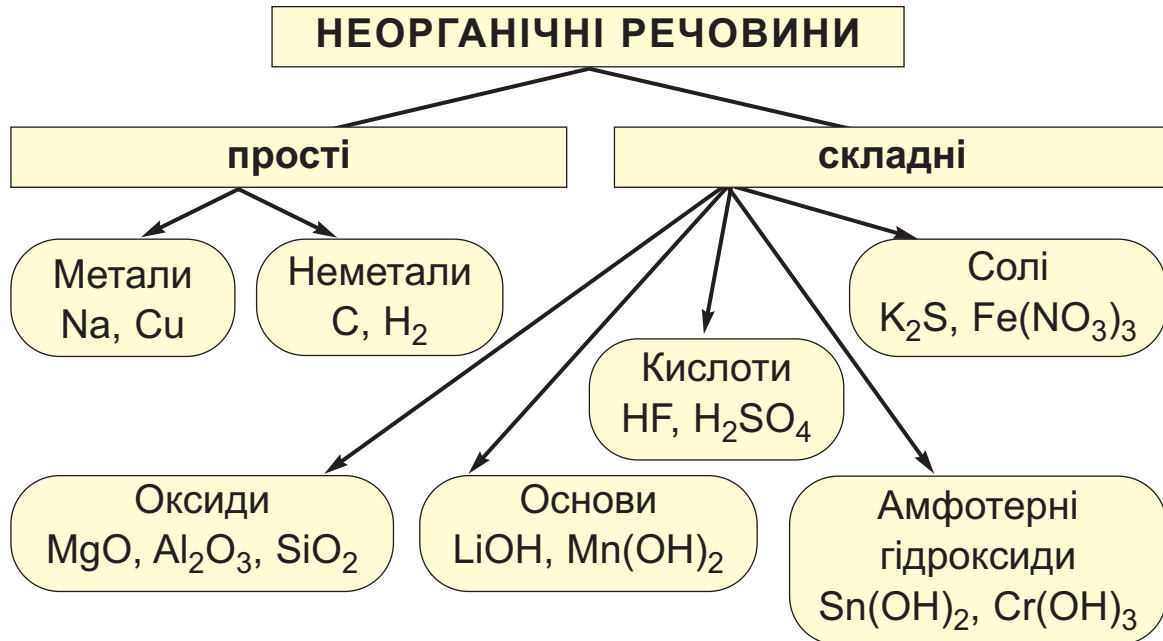 НЕОРГАНІЧНІ РЕЧОВИНИ
прості
складні
Метали
Na, Cu
Неметали
C, H₂
Солі
K₂S, Fe(NO₃)₃
Кислоти
HF, H₂SO₄
Оксиди
MgO, Al₂O₃, SiO₂
Основи
LiOH, Mn(OH)₂
Амфотерні
гідроксиди
Sn(OH)₂, Cr(OH)₃